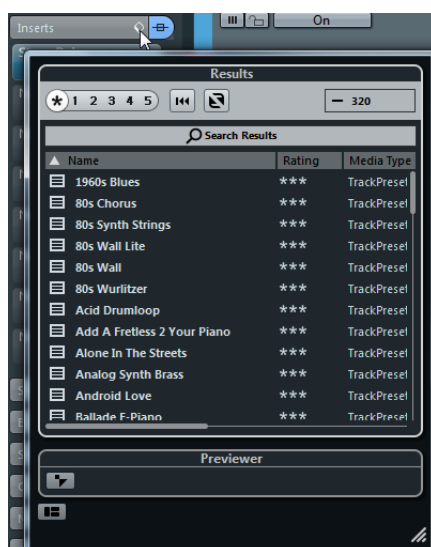 Inserts
On
Results
* 1 2 3 4 5
320
Search Results
Name Rating Media Type
1960s Blues *** TrackPreset
80s Chorus *** TrackPreset
80s Synth Strings *** TrackPreset
80s Wall Lite *** TrackPreset
80s Wall *** TrackPreset
80s Wurlitzer *** TrackPreset
Acid Drumloop *** TrackPreset
Add A Fretless 2 Your Piano *** TrackPreset
Alone In The Streets *** TrackPreset
Analog Synth Brass *** TrackPreset
Android Love *** TrackPreset
Ballade E-Piano *** TrackPreset
Previewer